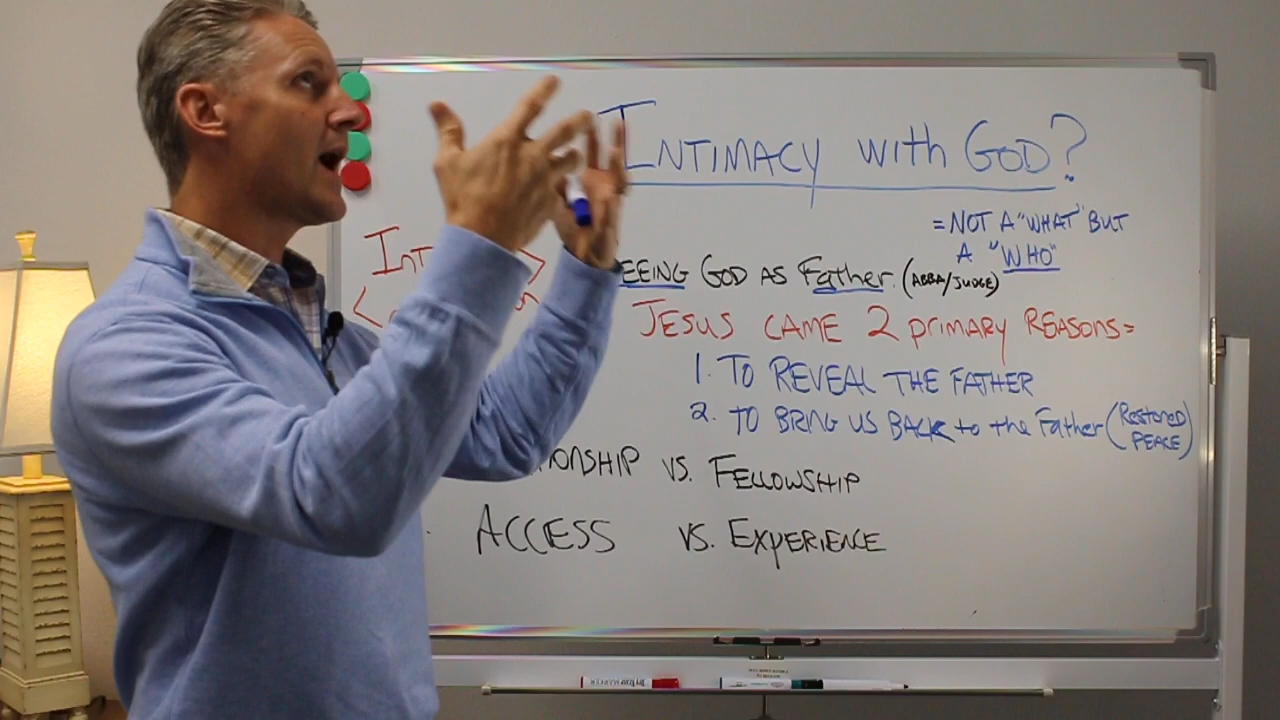 INTIMACY with GOD?
= NOT A "WHAT" BUT
A "WHO"
EEING GOD AS Father. (ABBA/JUDGE)
JESUS CAME 2 primary REASONS=
1. TO REVEAL THE FATHER
2. TO BRING US BACK to the Father (RESTORED PEACE)
TIONSHIP VS. FELLOWSHIP
ACCESS VS. EXPERIENCE